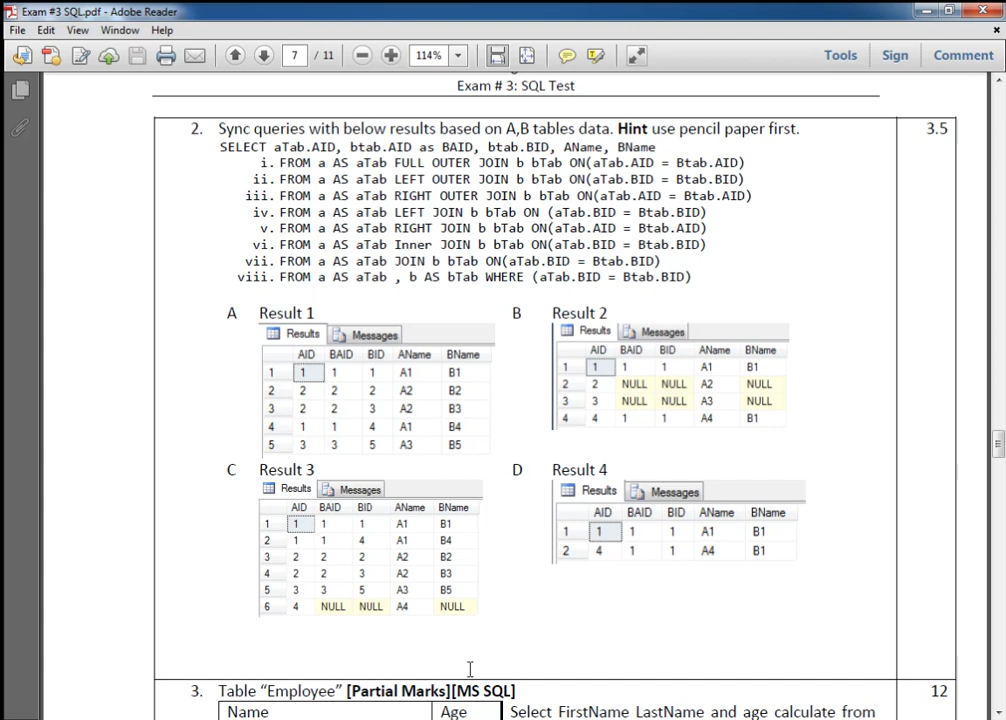 Exam #3 SQL.pdf - Adobe Reader
File Edit View Window Help
7 / 11 114% Tools Sign Comment
Exam # 3: SQL Test
2. Sync queries with below results based on A,B tables data. Hint use pencil paper first. 3.5
SELECT aTab.AID, btab.AID as BAID, btab.BID, AName, BName
i. FROM a AS aTab FULL OUTER JOIN b bTab ON(aTab.AID = Btab.AID)
ii. FROM a AS aTab LEFT OUTER JOIN b bTab ON(aTab.BID = Btab.BID)
iii. FROM a AS aTab RIGHT OUTER JOIN b bTab ON(aTab.AID = Btab.AID)
iv. FROM a AS aTab LEFT JOIN b bTab ON (aTab.BID = Btab.BID)
v. FROM a AS aTab RIGHT JOIN b bTab ON(aTab.AID = Btab.AID)
vi. FROM a AS aTab Inner JOIN b bTab ON(aTab.BID = Btab.BID)
vii. FROM a AS aTab JOIN b bTab ON(aTab.BID = Btab.BID)
viii. FROM a AS aTab , b AS bTab WHERE (aTab.BID = Btab.BID)
A Result 1
Results Messages
AID BAID BID AName BName
1 1 1 1 A1 B1
2 2 2 2 A2 B2
3 2 2 3 A2 B3
4 1 1 4 A1 B4
5 3 3 5 A3 B5
B Result 2
Results Messages
AID BAID BID AName BName
1 1 1 1 A1 B1
2 2 NULL NULL A2 NULL
3 3 NULL NULL A3 NULL
4 4 1 1 A4 B1
C Result 3
Results Messages
AID BAID BID AName BName
1 1 1 1 A1 B1
2 1 1 4 A1 B4
3 2 2 2 A2 B2
4 2 2 3 A2 B3
5 3 3 5 A3 B5
6 4 NULL NULL A4 NULL
D Result 4
Results Messages
AID BAID BID AName BName
1 1 1 1 A1 B1
2 4 1 1 A4 B1
3. Table “Employee” [Partial Marks][MS SQL] 12
Name Age Select FirstName LastName and age calculate from